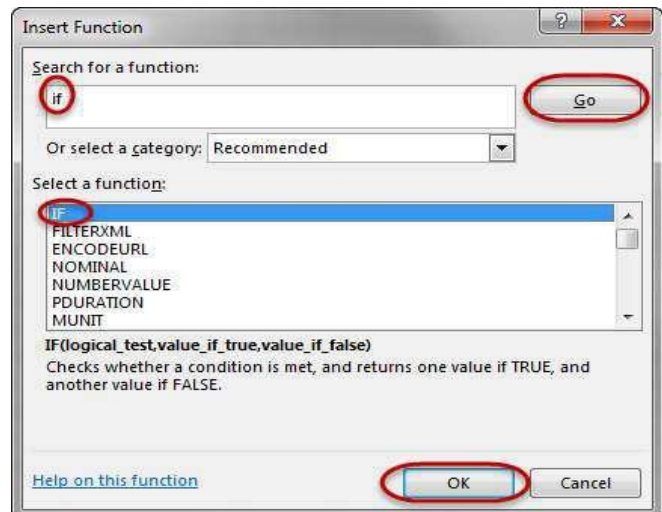 Insert Function
Search for a function:
if
Go
Or select a category: Recommended
Select a function:
IF
FILTERXML
ENCODEURL
NOMINAL
NUMBERVALUE
PDURATION
MUNIT
IF(logical_test,value_if_true,value_if_false)
Checks whether a condition is met, and returns one value if TRUE, and
another value if FALSE.
Help on this function
OK
Cancel